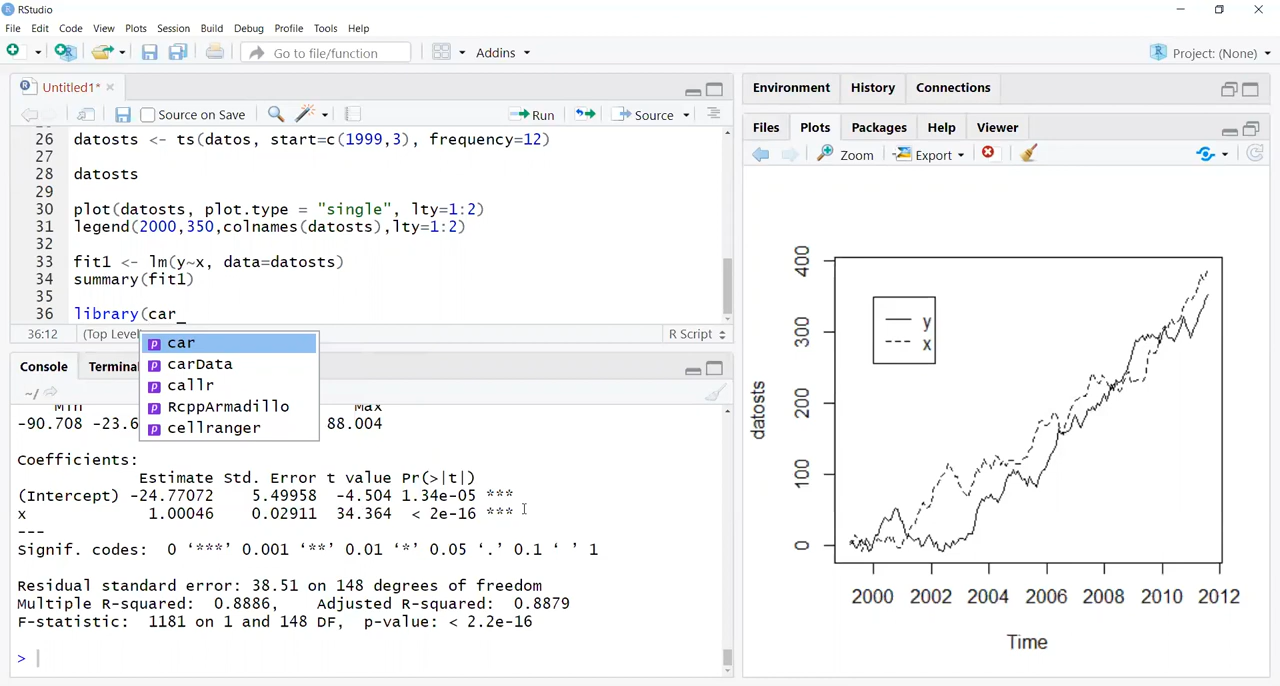 RStudio
File Edit Code View Plots Session Build Debug Profile Tools Help
Go to file/function Addins Project: (None)
Untitled1*
Source on Save Run Source
26 datosts <- ts(datos, start=c(1999,3), frequency=12)
27
28 datosts
29
30 plot(datosts, plot.type = "single", lty=1:2)
31 legend(2000,350,colnames(datosts),lty=1:2)
32
33 fit1 <- lm(y~x, data=datosts)
34 summary(fit1)
35
36 library(car_
36:12 (Top Level R Script
car
carData
callr
RcppArmadillo
cellranger
Console Terminal
~/
Min Max
-90.708 -23.6 88.004
Coefficients:
Estimate Std. Error t value Pr(>|t|)
(Intercept) -24.77072 5.49958 -4.504 1.34e-05 ***
x 1.00046 0.02911 34.364 < 2e-16 ***
---
Signif. codes: 0 ‘***’ 0.001 ‘**’ 0.01 ‘*’ 0.05 ‘.’ 0.1 ‘ ’ 1
Residual standard error: 38.51 on 148 degrees of freedom
Multiple R-squared: 0.8886, Adjusted R-squared: 0.8879
F-statistic: 1181 on 1 and 148 DF, p-value: < 2.2e-16
>
Environment History Connections
Files Plots Packages Help Viewer
Zoom Export
datosts
400
300
200
100
0
y
x
2000 2002 2004 2006 2008 2010 2012
Time